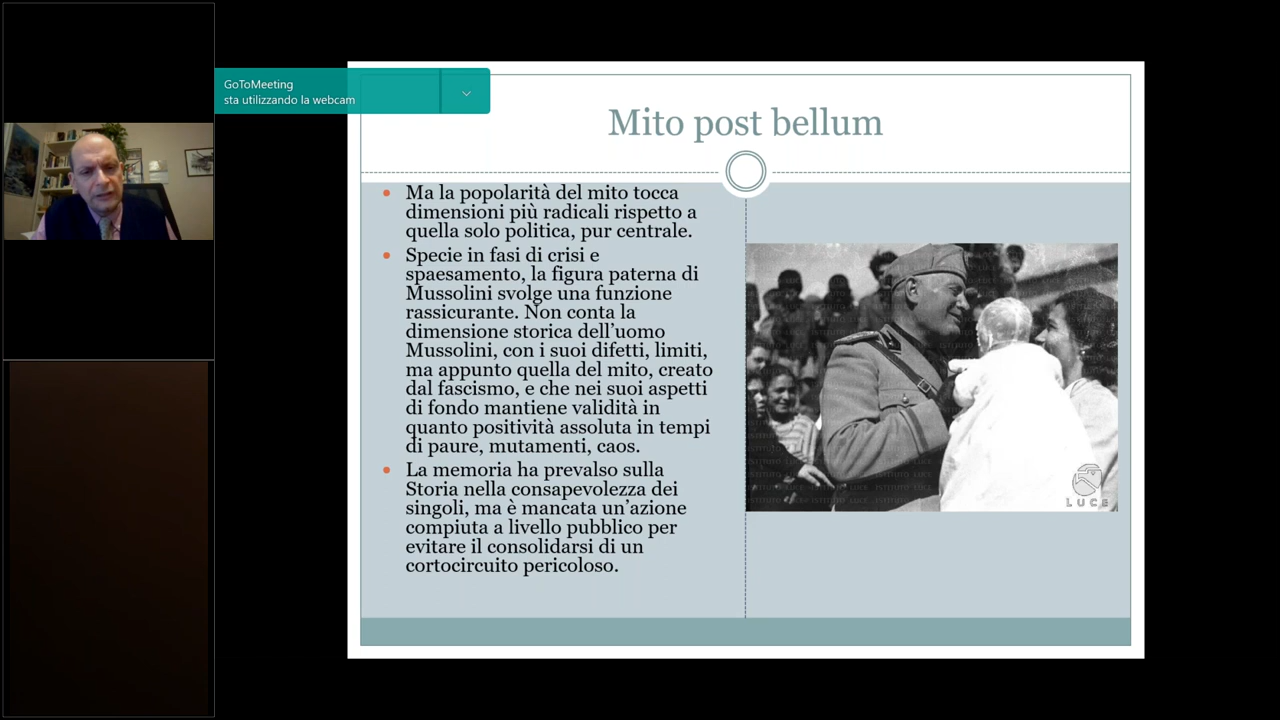 GoToMeeting
sta utilizzando la webcam
Mito post bellum
Ma la popolarità del mito tocca
dimensioni più radicali rispetto a
quella solo politica, pur centrale.
Specie in fasi di crisi e
spaesamento, la figura paterna di
Mussolini svolge una funzione
rassicurante. Non conta la
dimensione storica dell’uomo
Mussolini, con i suoi difetti, limiti,
ma appunto quella del mito, creato
dal fascismo, e che nei suoi aspetti
di fondo mantiene validità in
quanto positività assoluta in tempi
di paure, mutamenti, caos.
La memoria ha prevalso sulla
Storia nella consapevolezza dei
singoli, ma è mancata un’azione
compiuta a livello pubblico per
evitare il consolidarsi di un
cortocircuito pericoloso.
LUCE